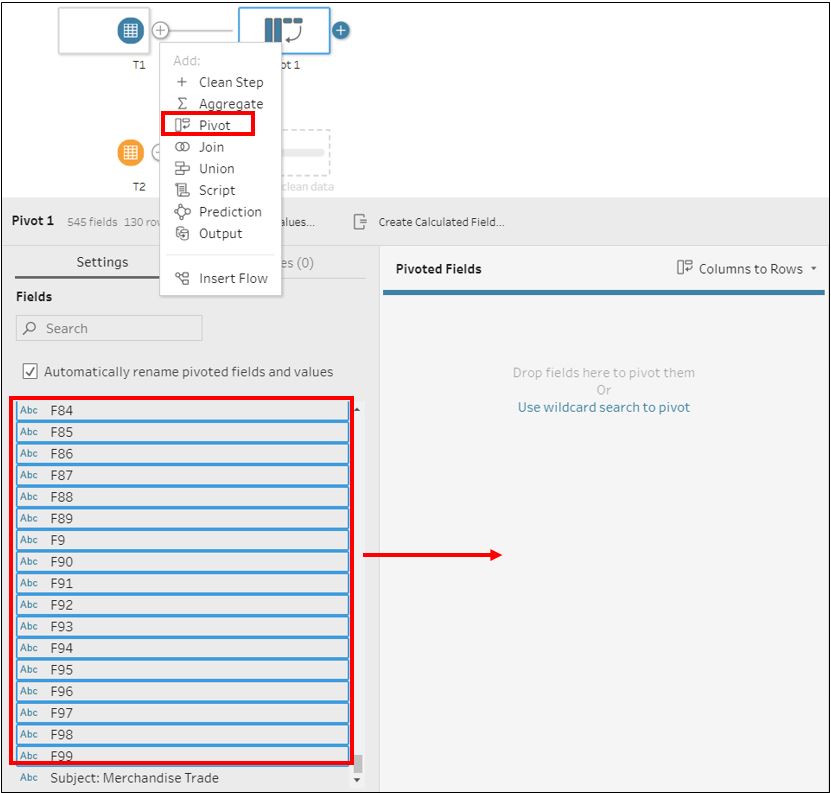 T1
ot 1
Add:
Clean Step
Aggregate
Pivot
Join
Union
Script
Prediction
Output
Insert Flow
T2
clean data
Pivot 1 545 fields 130 row alues... Create Calculated Field...
Settings es (0)
Pivoted Fields Columns to Rows
Fields
Search
Automatically rename pivoted fields and values
Drop fields here to pivot them
Or
Use wildcard search to pivot
Abc F84
Abc F85
Abc F86
Abc F87
Abc F88
Abc F89
Abc F9
Abc F90
Abc F91
Abc F92
Abc F93
Abc F94
Abc F95
Abc F96
Abc F97
Abc F98
Abc F99
Abc Subject: Merchandise Trade